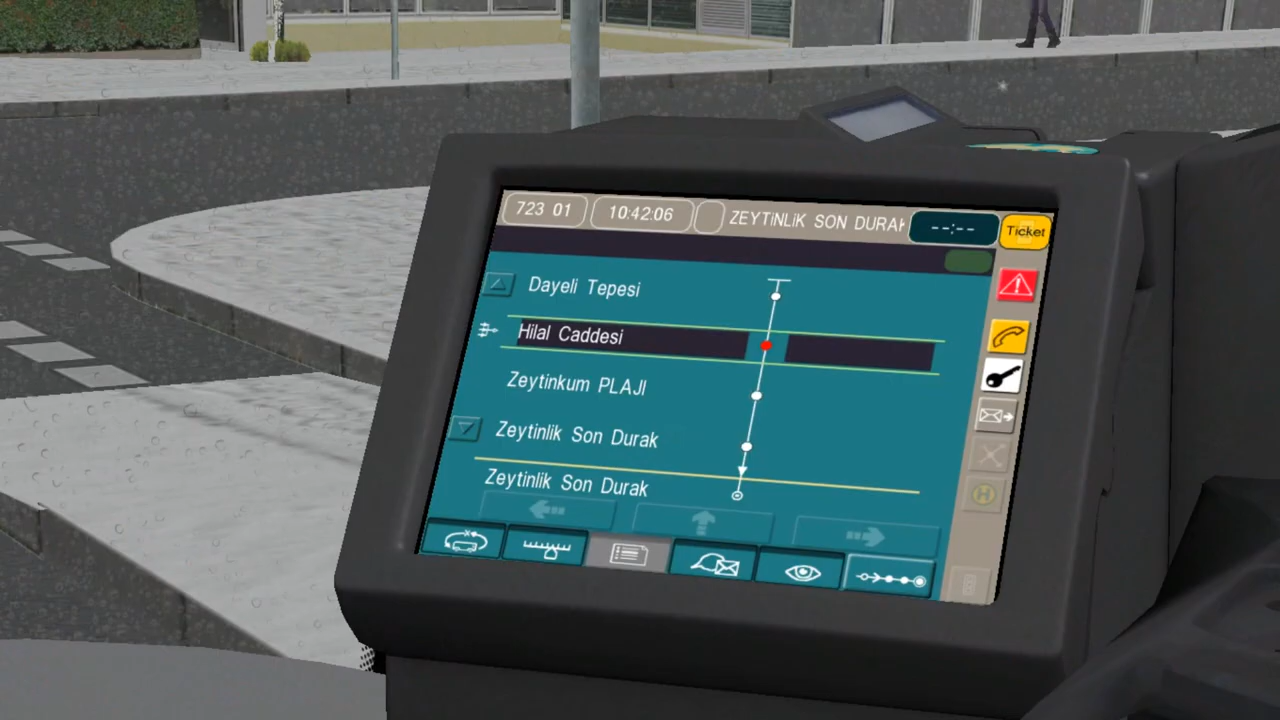 723 01
10:42:06
ZEYTiNLiK SON DURAK
--:--
Ticket
Dayeli Tepesi
Hilal Caddesi
Zeytinkum PLAJI
Zeytinlik Son Durak
Zeytinlik Son Durak
H